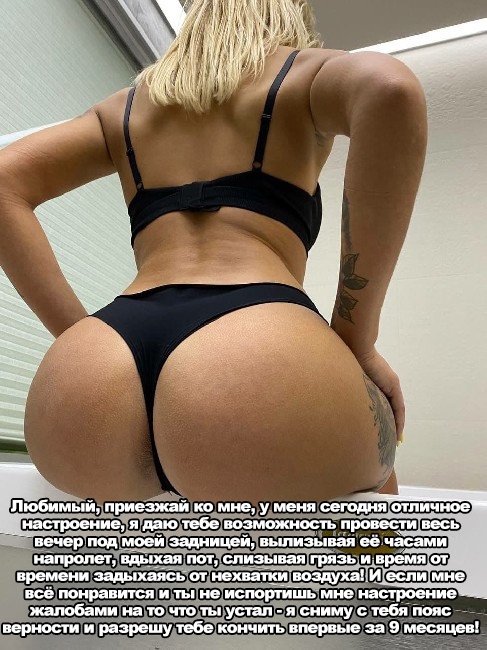 Любимый, приезжай ко мне, у меня сегодня отличное
настроение, я даю тебе возможность провести весь
вечер под моей задницей, вылизывая её часами
напролет, вдыхая пот, слизывая грязь и время от
времени задыхаясь от нехватки воздуха! И если мне
всё понравится и ты не испортишь мне настроение
жалобами на то что ты устал - я сниму с тебя пояс
верности и разрешу тебе кончить впервые за 9 месяцев!